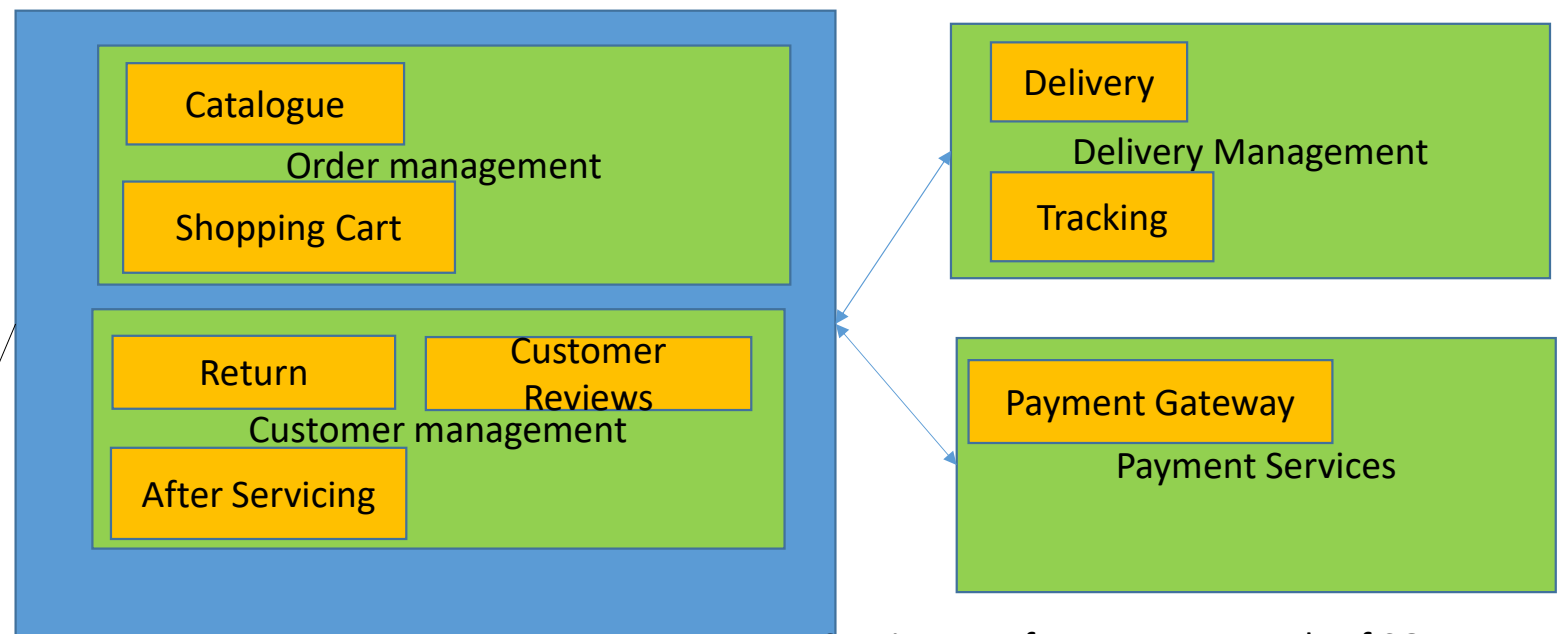 Catalogue
Order management
Shopping Cart
Return
Customer
Reviews
Customer management
After Servicing
Delivery
Delivery Management
Tracking
Payment Gateway
Payment Services